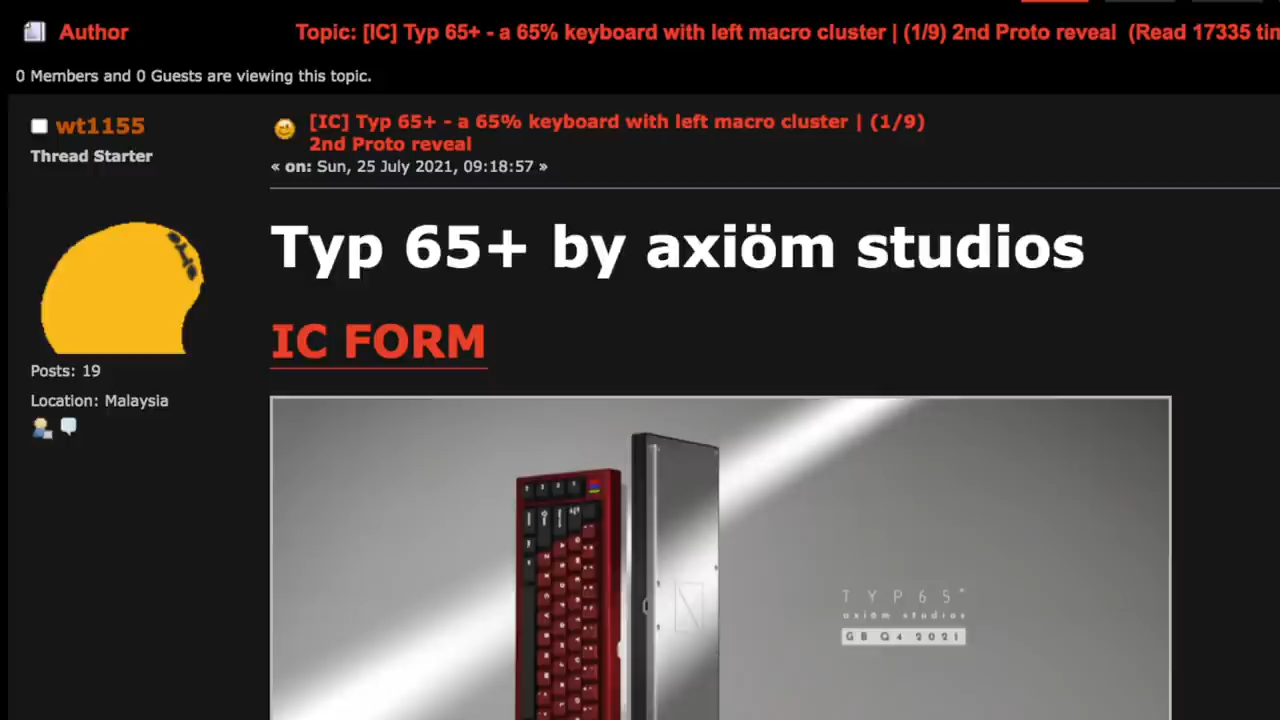 Author
Topic: [IC] Typ 65+ - a 65% keyboard with left macro cluster | (1/9) 2nd Proto reveal (Read 17335 tim
0 Members and 0 Guests are viewing this topic.
wt1155
Thread Starter
Posts: 19
Location: Malaysia
[IC] Typ 65+ - a 65% keyboard with left macro cluster | (1/9)
2nd Proto reveal
« on: Sun, 25 July 2021, 09:18:57 »
Typ 65+ by axiöm studios
IC FORM
TYP65+
axiöm studios
GB Q4 2021